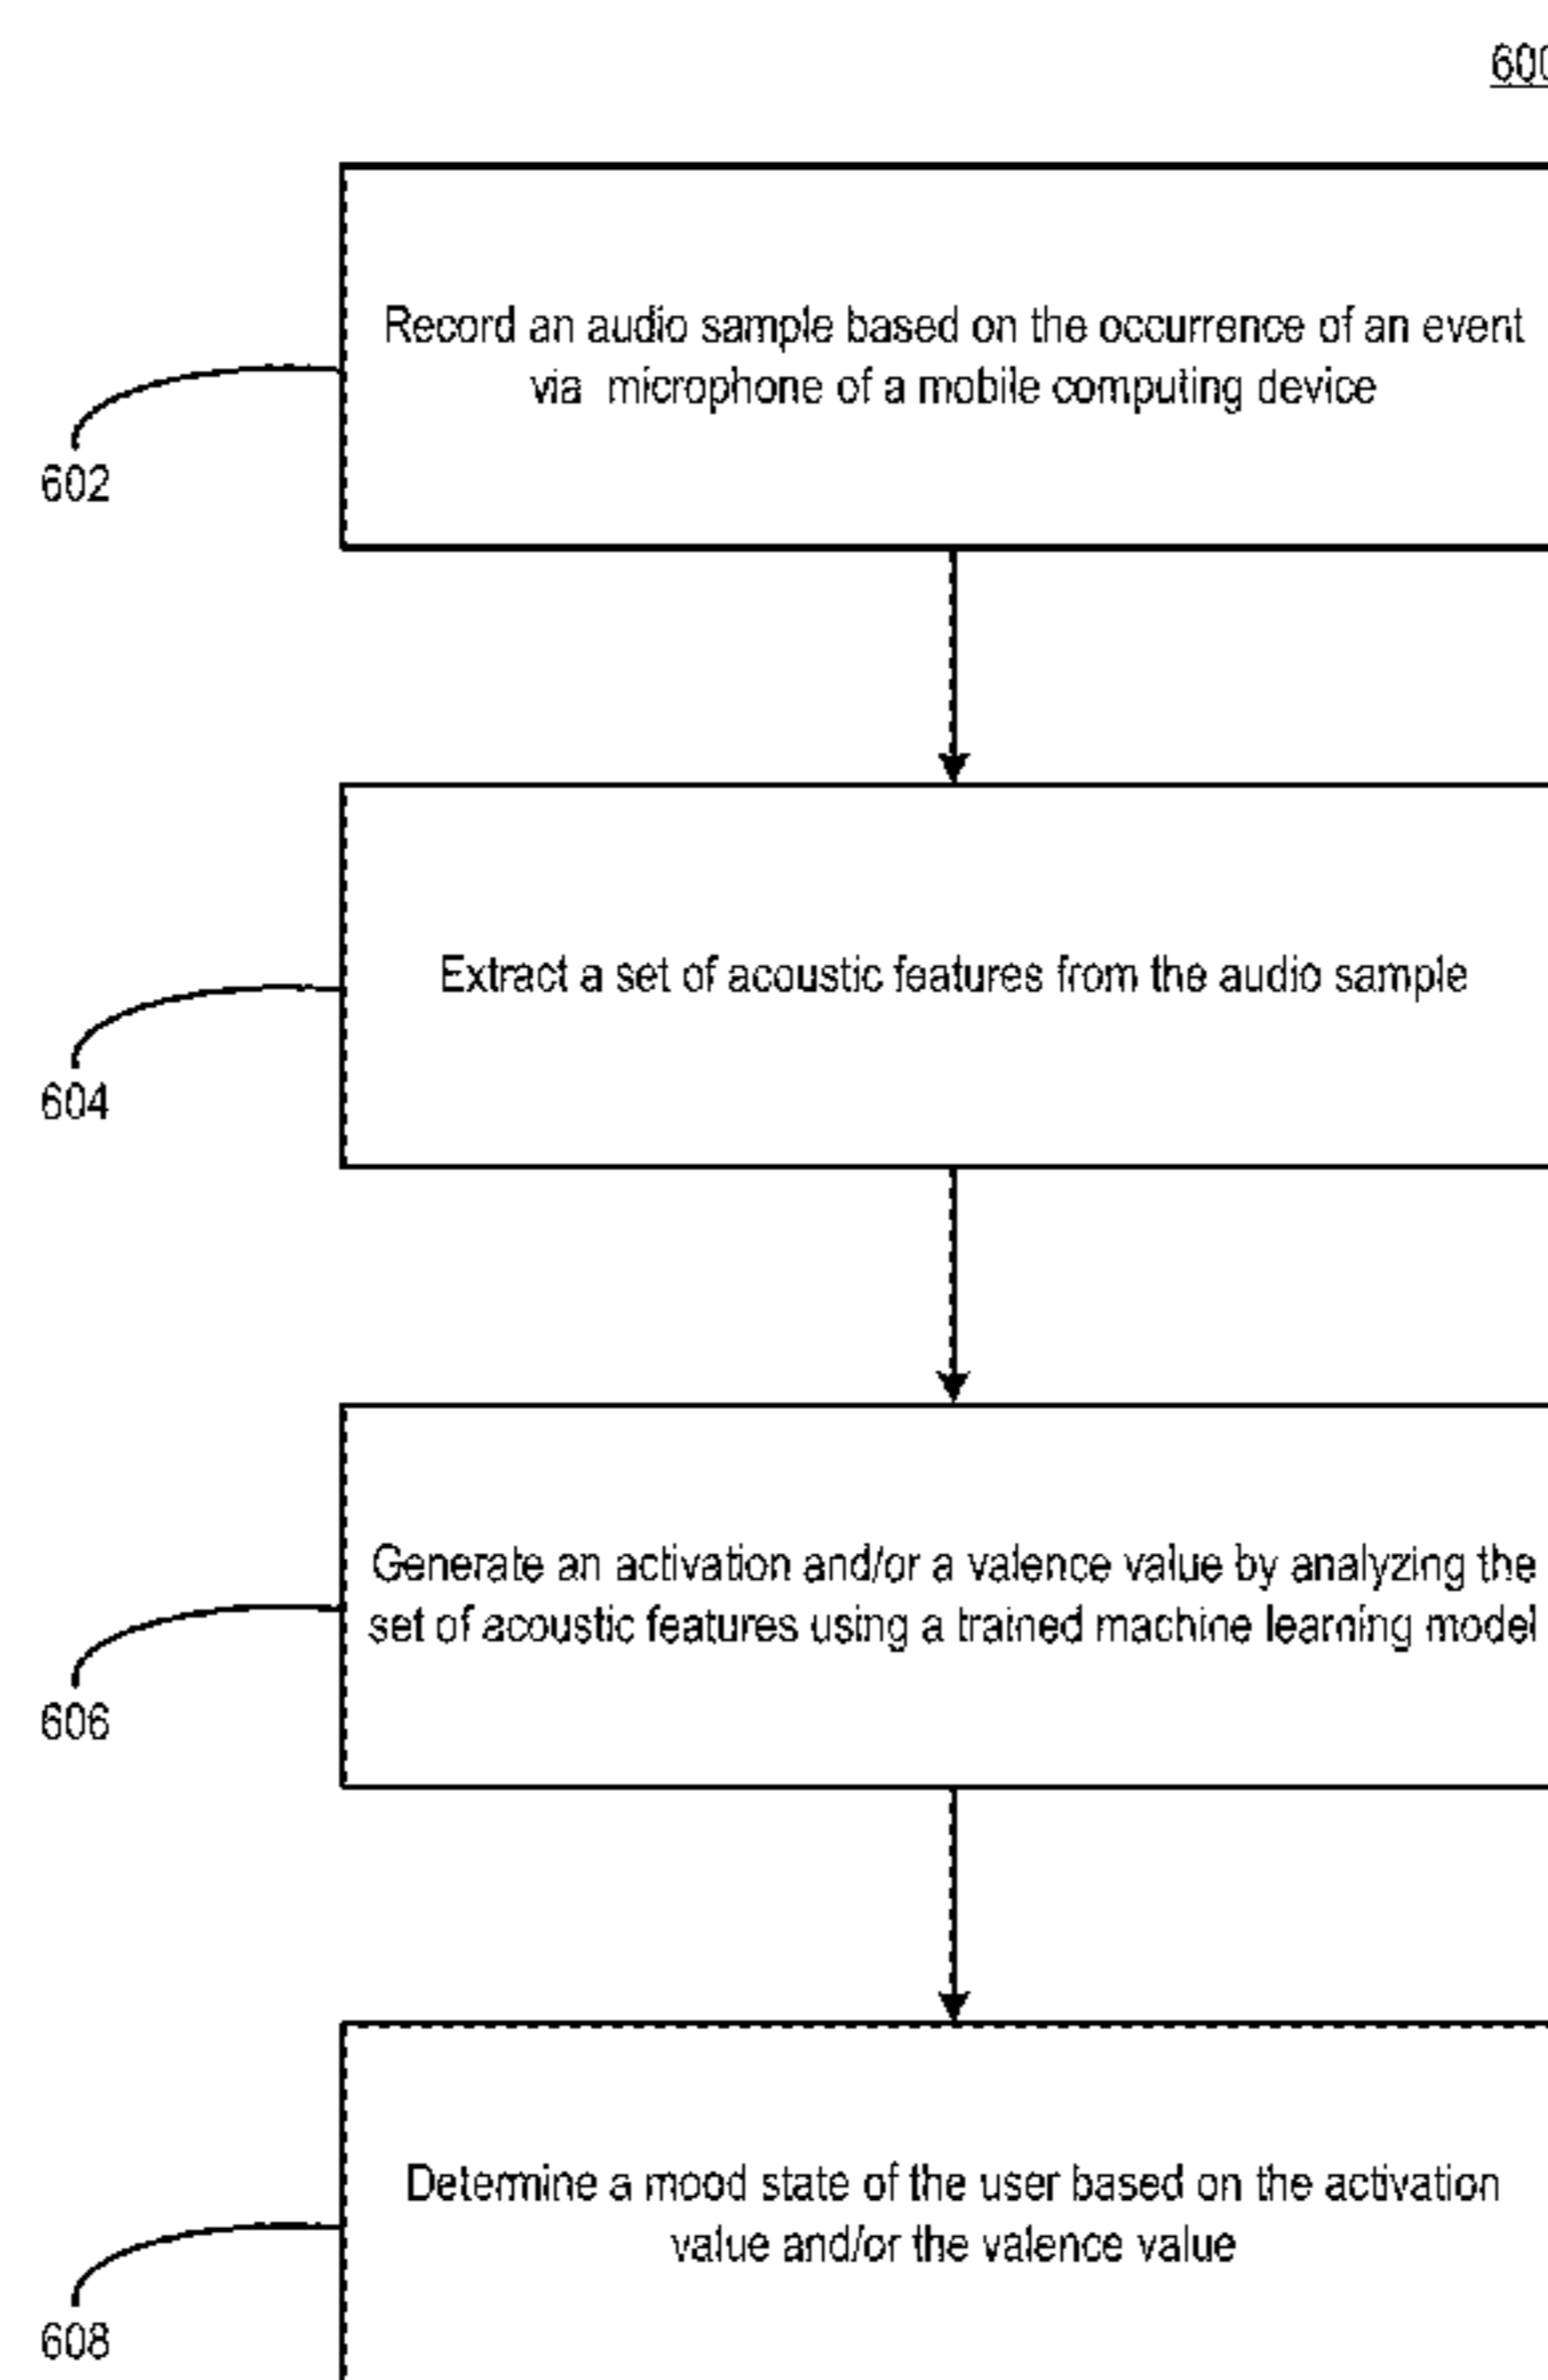 600
Record an audio sample based on the occurrence of an event
via microphone of a mobile computing device
602
Extract a set of acoustic features from the audio sample
604
Generate an activation and/or a valence value by analyzing the
set of acoustic features using a trained machine learning model
606
Determine a mood state of the user based on the activation
value and/or the valence value
608